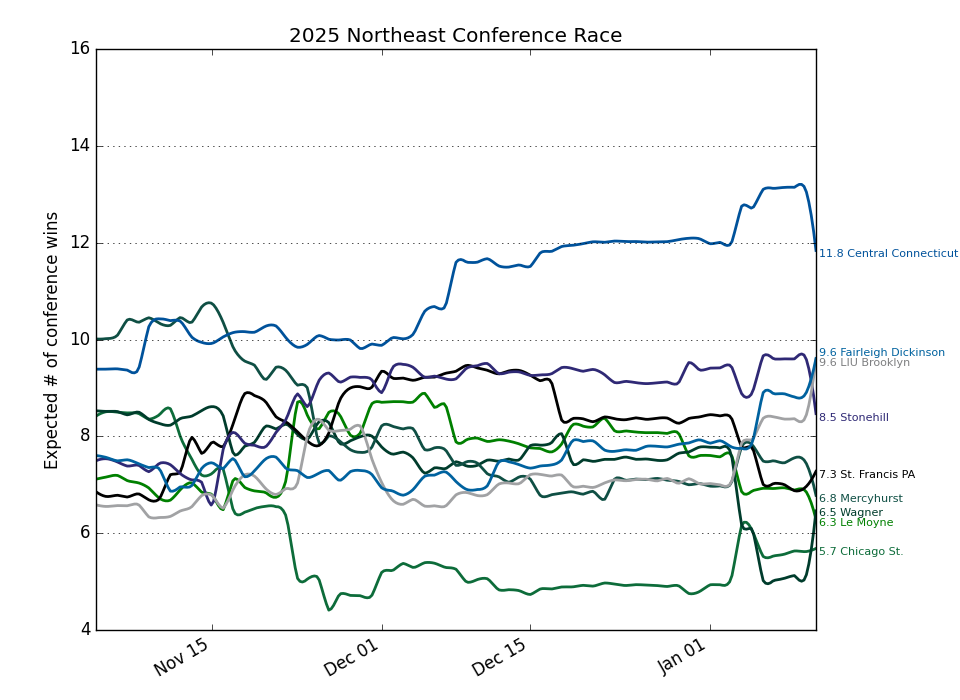 2025 Northeast Conference Race
Expected # of conference wins
16
14
12
10
8
6
4
Nov 15
Dec 01
Dec 15
Jan 01
11.8 Central Connecticut
9.6 Fairleigh Dickinson
9.6 LIU Brooklyn
8.5 Stonehill
7.3 St. Francis PA
6.8 Mercyhurst
6.5 Wagner
6.3 Le Moyne
5.7 Chicago St.